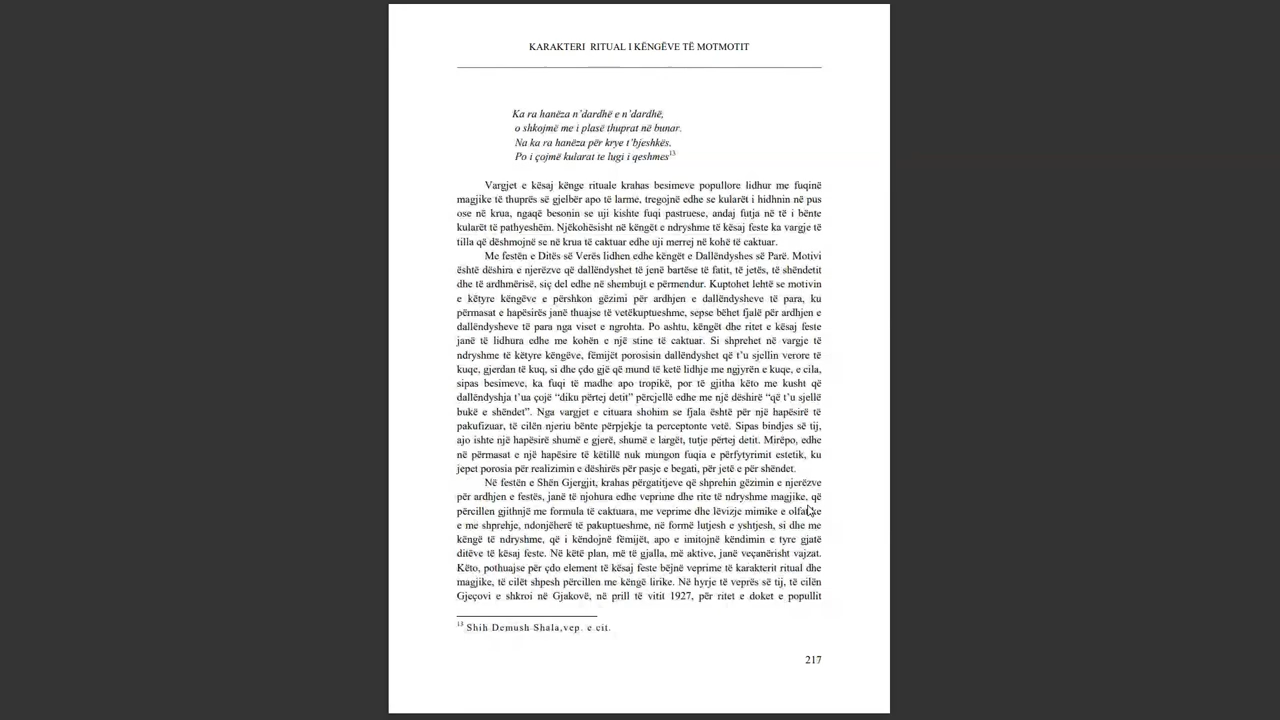 KARAKTERI RITUAL I KËNGËVE TË MOTMOTIT
Ka ra hanëza n'dardhë e n'dardhë,
o shkojmë me i plasë thuprat në bunar.
Na ka ra hanëza për krye t'bjeshkës,
Po i çojmë kularat te lugi i qeshmes13
Vargjet e kësaj kënge rituale krahas besimeve popullore lidhur me fuqinë
magjike të thuprës së gjelbër apo të larme, tregojnë edhe se kularët i hidhnin në pus
ose në krua, ngaqë besonin se uji kishte fuqi pastruese, andaj futja në të i bënte
kularët të pathyeshëm. Njëkohësisht në këngët e ndryshme të kësaj feste ka vargje të
tilla që dëshmojnë se në krua të caktuar edhe uji merrej në kohë të caktuar.
Me festën e Ditës së Verës lidhen edhe këngët e Dallëndyshes së Parë. Motivi
është dëshira e njerëzve që dallëndyshet të jenë bartëse të fatit, të jetës, të shëndetit
dhe të ardhmërisë, siç del edhe në shembujt e përmendur. Kuptohet lehtë se motivin
e këtyre këngëve e përshkon gëzimi për ardhjen e dallëndysheve të para, ku
përmasat e hapësirës janë thuajse të vetëkuptueshme, sepse bëhet fjalë për ardhjen e
dallëndysheve të para nga viset e ngrohta. Po ashtu, këngët dhe ritet e kësaj feste
janë të lidhura edhe me kohën e një stine të caktuar. Si shprehet në vargje të
ndryshme të këtyre këngëve, fëmijët porosisin dallëndyshet që t'u sjellin verore të
kuqe, gjerdan të kuq, si dhe çdo gjë që mund të ketë lidhje me ngjyrën e kuqe, e cila,
sipas besimeve, ka fuqi të madhe apo tropikë, por të gjitha këto me kusht që
dallëndyshja t'ua çojë “diku përtej detit” përcjellë edhe me një dëshirë “që t'u sjellë
bukë e shëndet”. Nga vargjet e cituara shohim se fjala është për një hapësirë të
pakufizuar, të cilën njeriu bënte përpjekje ta perceptonte vetë. Sipas bindjes së tij,
ajo ishte një hapësirë shumë e gjerë, shumë e largët, tutje përtej detit. Mirëpo, edhe
në përmasat e një hapësire të këtillë nuk mungon fuqia e përfytyrimit estetik, ku
jepet porosia për realizimin e dëshirës për pasje e begati, për jetë e për shëndet.
Në festën e Shën Gjergjit, krahas përgatitjeve që shprehin gëzimin e njerëzve
për ardhjen e festës, janë të njohura edhe veprime dhe rite të ndryshme magjike, që
përcillen gjithnjë me formula të caktuara, me veprime dhe lëvizje mimike e olfatike
e me shprehje, ndonjëherë të pakuptueshme, në formë lutjesh e yshtjesh, si dhe me
këngë të ndryshme, që i këndojnë fëmijët, apo e imitojnë këndimin e tyre gjatë
ditëve të kësaj feste. Në këtë plan, më të gjalla, më aktive, janë veçanërisht vajzat.
Këto, pothuajse për çdo element të kësaj feste bëjnë veprime të karakterit ritual dhe
magjike, të cilët shpesh përcillen me këngë lirike. Në hyrje të veprës së tij, të cilën
Gjeçovi e shkroi në Gjakovë, në prill të vitit 1927, për ritet e doket e popullit
13 Shih Demush Shala,vep. e cit.
217